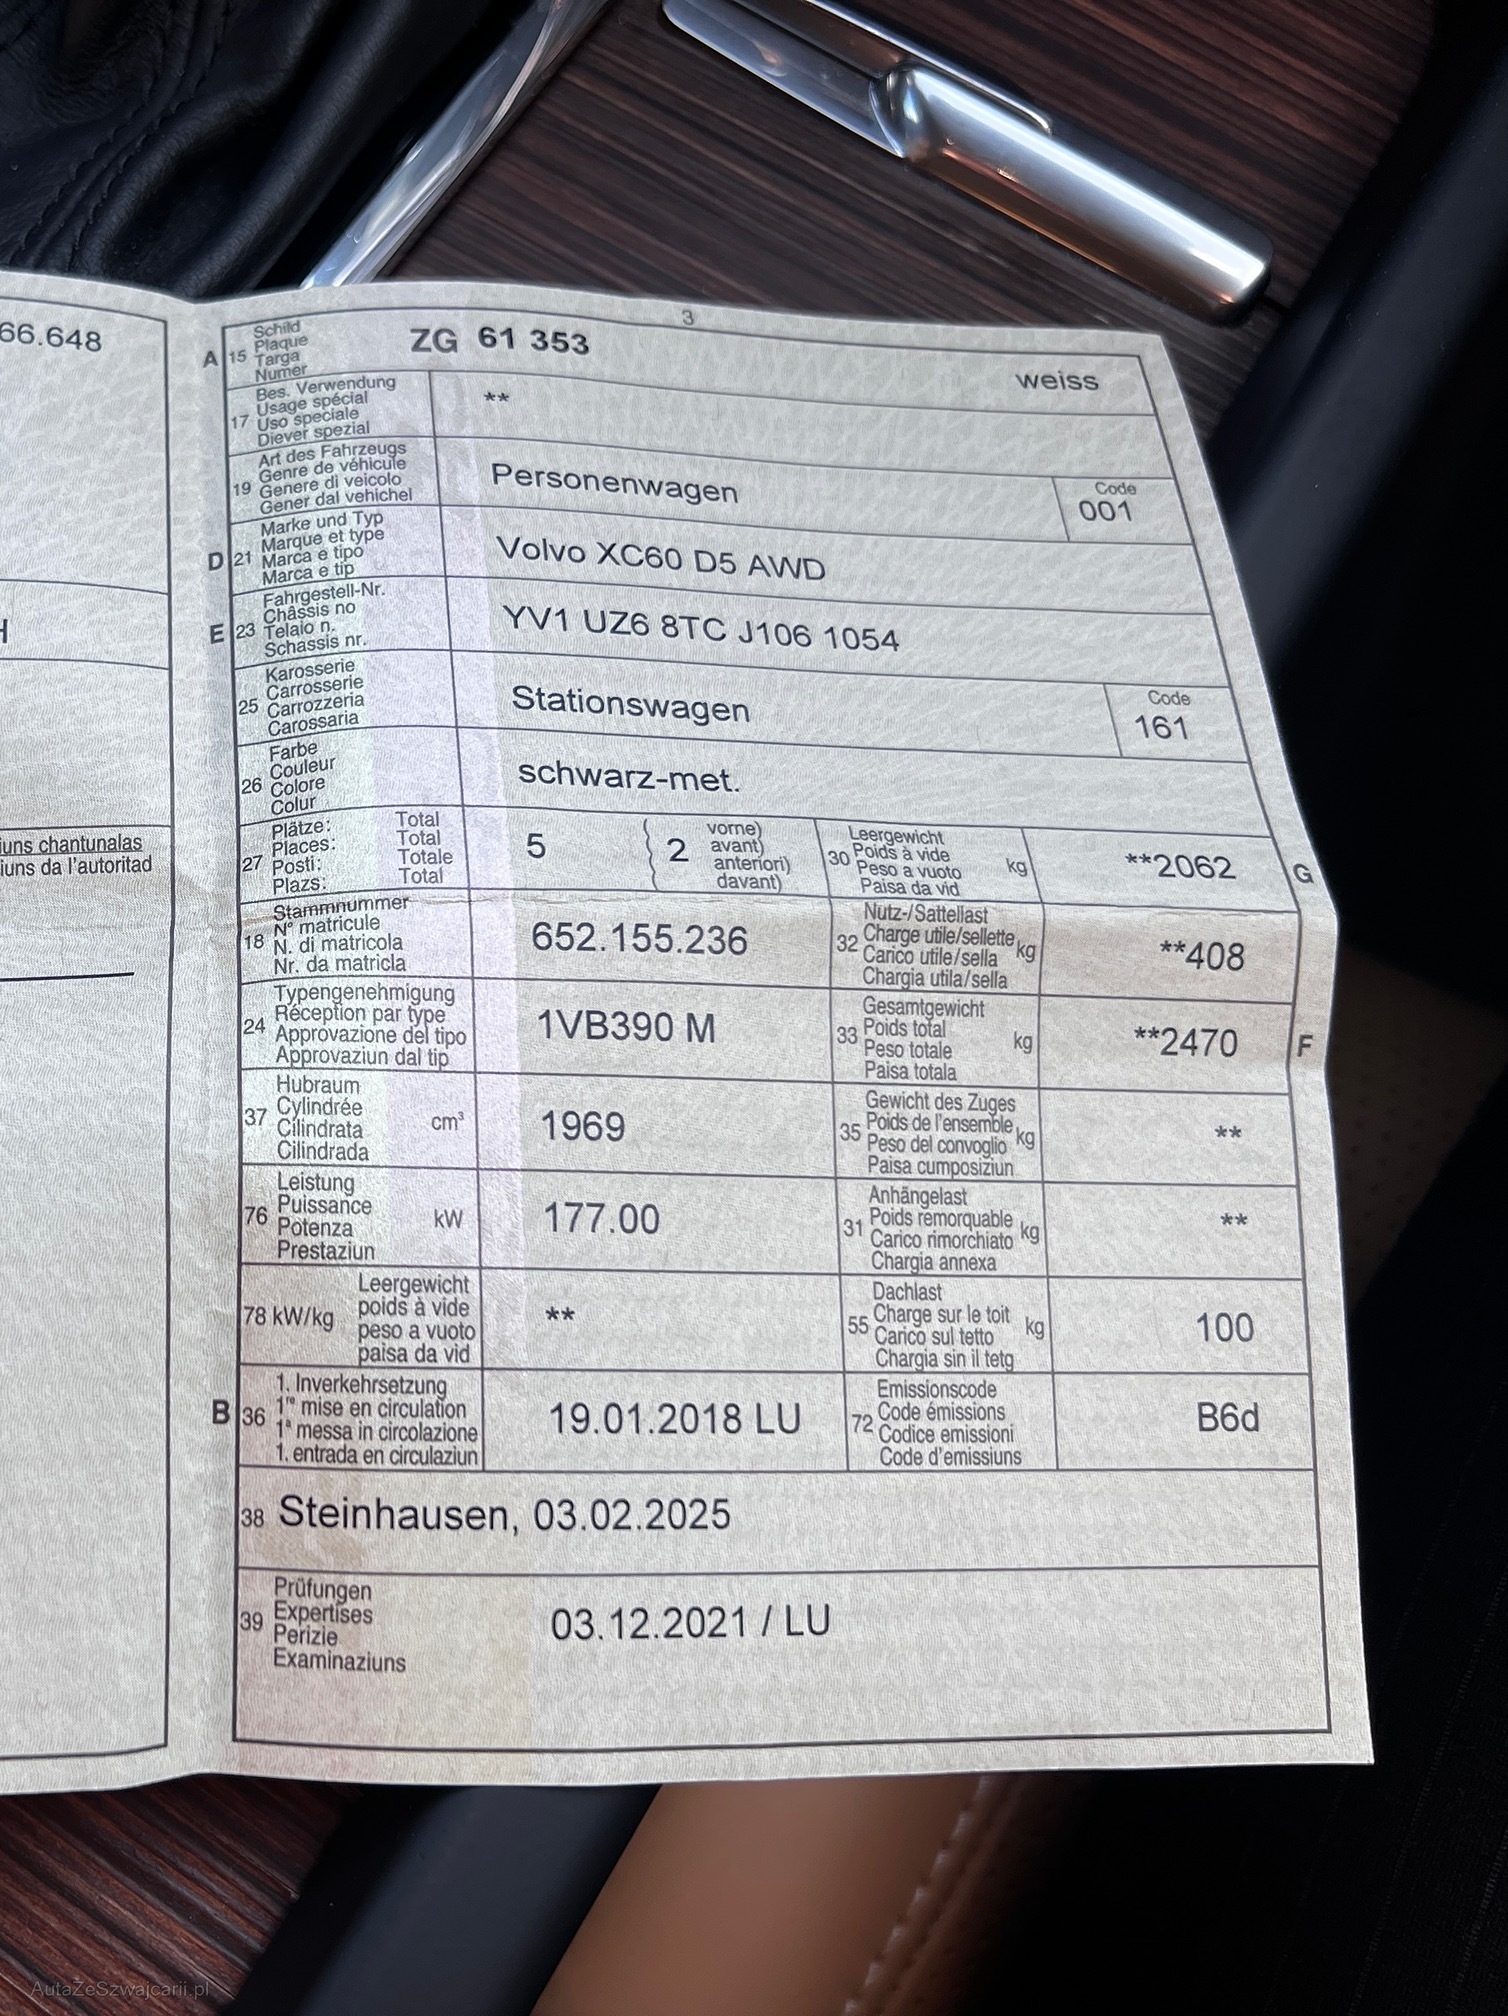 66.648
H
iuns chantunalas
iuns da l'autoritad
3
A 15 Schild
Plaque
Targa
Numer
ZG 61 353
weiss
17 Bes. Verwendung
Usage spécial
Uso speciale
Diever spezial
**
19 Art des Fahrzeugs
Genre de véhicule
Genere di veicolo
Gener dal vehichel
Personenwagen
Code
001
D 21 Marke und Typ
Marque et type
Marca e tipo
Marca e tip
Volvo XC60 D5 AWD
E 23 Fahrgestell-Nr.
Châssis no
Telaio n.
Schassis nr.
YV1 UZ6 8TC J106 1054
25 Karosserie
Carrosserie
Carrozzeria
Carossaria
Stationswagen
Code
161
26 Farbe
Couleur
Colore
Colur
schwarz-met.
27 Plätze: Total
Places: Total
Posti: Totale
Plazs: Total
5
2
vorne)
avant)
anteriori)
davant)
30 Leergewicht
Poids à vide
Peso a vuoto
Paisa da vid
kg
**2062
G
18 Stammnummer
N° matricule
N. di matricola
Nr. da matricla
652.155.236
32 Nutz-/Sattellast
Charge utile/sellette
Carico utile/sella
Chargia utila/sella
kg
**408
24 Typengenehmigung
Réception par type
Approvazione del tipo
Approvaziun dal tip
1VB390 M
33 Gesamtgewicht
Poids total
Peso totale
Paisa totala
kg
**2470
F
37 Hubraum
Cylindrée
Cilindrata
Cilindrada
cm³
1969
35 Gewicht des Zuges
Poids de l'ensemble
Peso del convoglio
Paisa cumposiziun
kg
**
76 Leistung
Puissance
Potenza
Prestaziun
kW
177.00
31 Anhängelast
Poids remorquable
Carico rimorchiato
Chargia annexa
kg
**
78 kW/kg
Leergewicht
poids à vide
peso a vuoto
paisa da vid
**
55 Dachlast
Charge sur le toit
Carico sul tetto
Chargia sin il tetg
kg
100
B 36 1. Inverkehrsetzung
1re mise en circulation
1a messa in circolazione
1. entrada en circulaziun
19.01.2018 LU
72 Emissionscode
Code émissions
Codice emissioni
Code d'emissiuns
B6d
38 Steinhausen, 03.02.2025
39 Prüfungen
Expertises
Perizie
Examinaziuns
03.12.2021 / LU
AutaZeSzwajcarii.pl